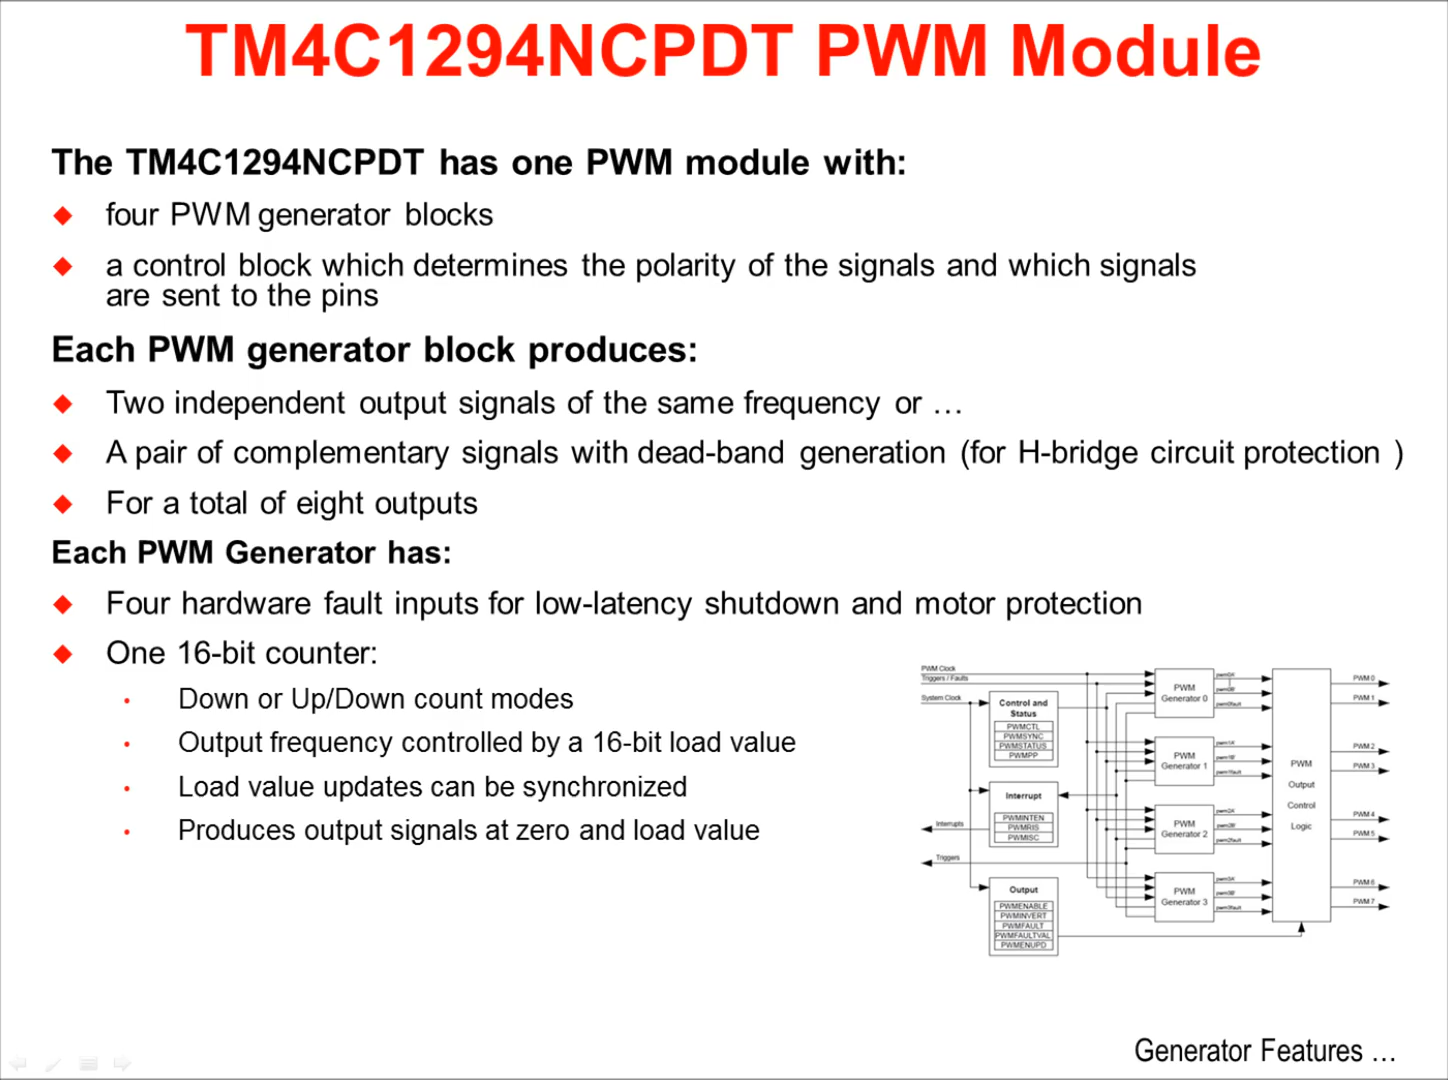 TM4C1294NCPDT PWM Module
The TM4C1294NCPDT has one PWM module with:
four PWM generator blocks
a control block which determines the polarity of the signals and which signals
are sent to the pins
Each PWM generator block produces:
Two independent output signals of the same frequency or …
A pair of complementary signals with dead-band generation (for H-bridge circuit protection )
For a total of eight outputs
Each PWM Generator has:
Four hardware fault inputs for low-latency shutdown and motor protection
One 16-bit counter:
Down or Up/Down count modes
Output frequency controlled by a 16-bit load value
Load value updates can be synchronized
Produces output signals at zero and load value
PWM Clock
Triggers / Faults
System Clock
Control and
Status
PWMCTL
PWMSYNC
PWMSTATUS
PWMPP
Interrupt
PWMINTEN
PWMRIS
PWMISC
Interrupts
Triggers
Output
PWMENABLE
PWMINVERT
PWMFAULT
PWMFAULTVAL
PWMENUPD
PWM
Generator 0
PWM
Generator 1
PWM
Generator 2
PWM
Generator 3
pwm0fault
pwm1fault
pwm2fault
pwm3fault
PWM
Output
Control
Logic
PWM 0
PWM 1
PWM 2
PWM 3
PWM 4
PWM 5
PWM 6
PWM 7
Generator Features …